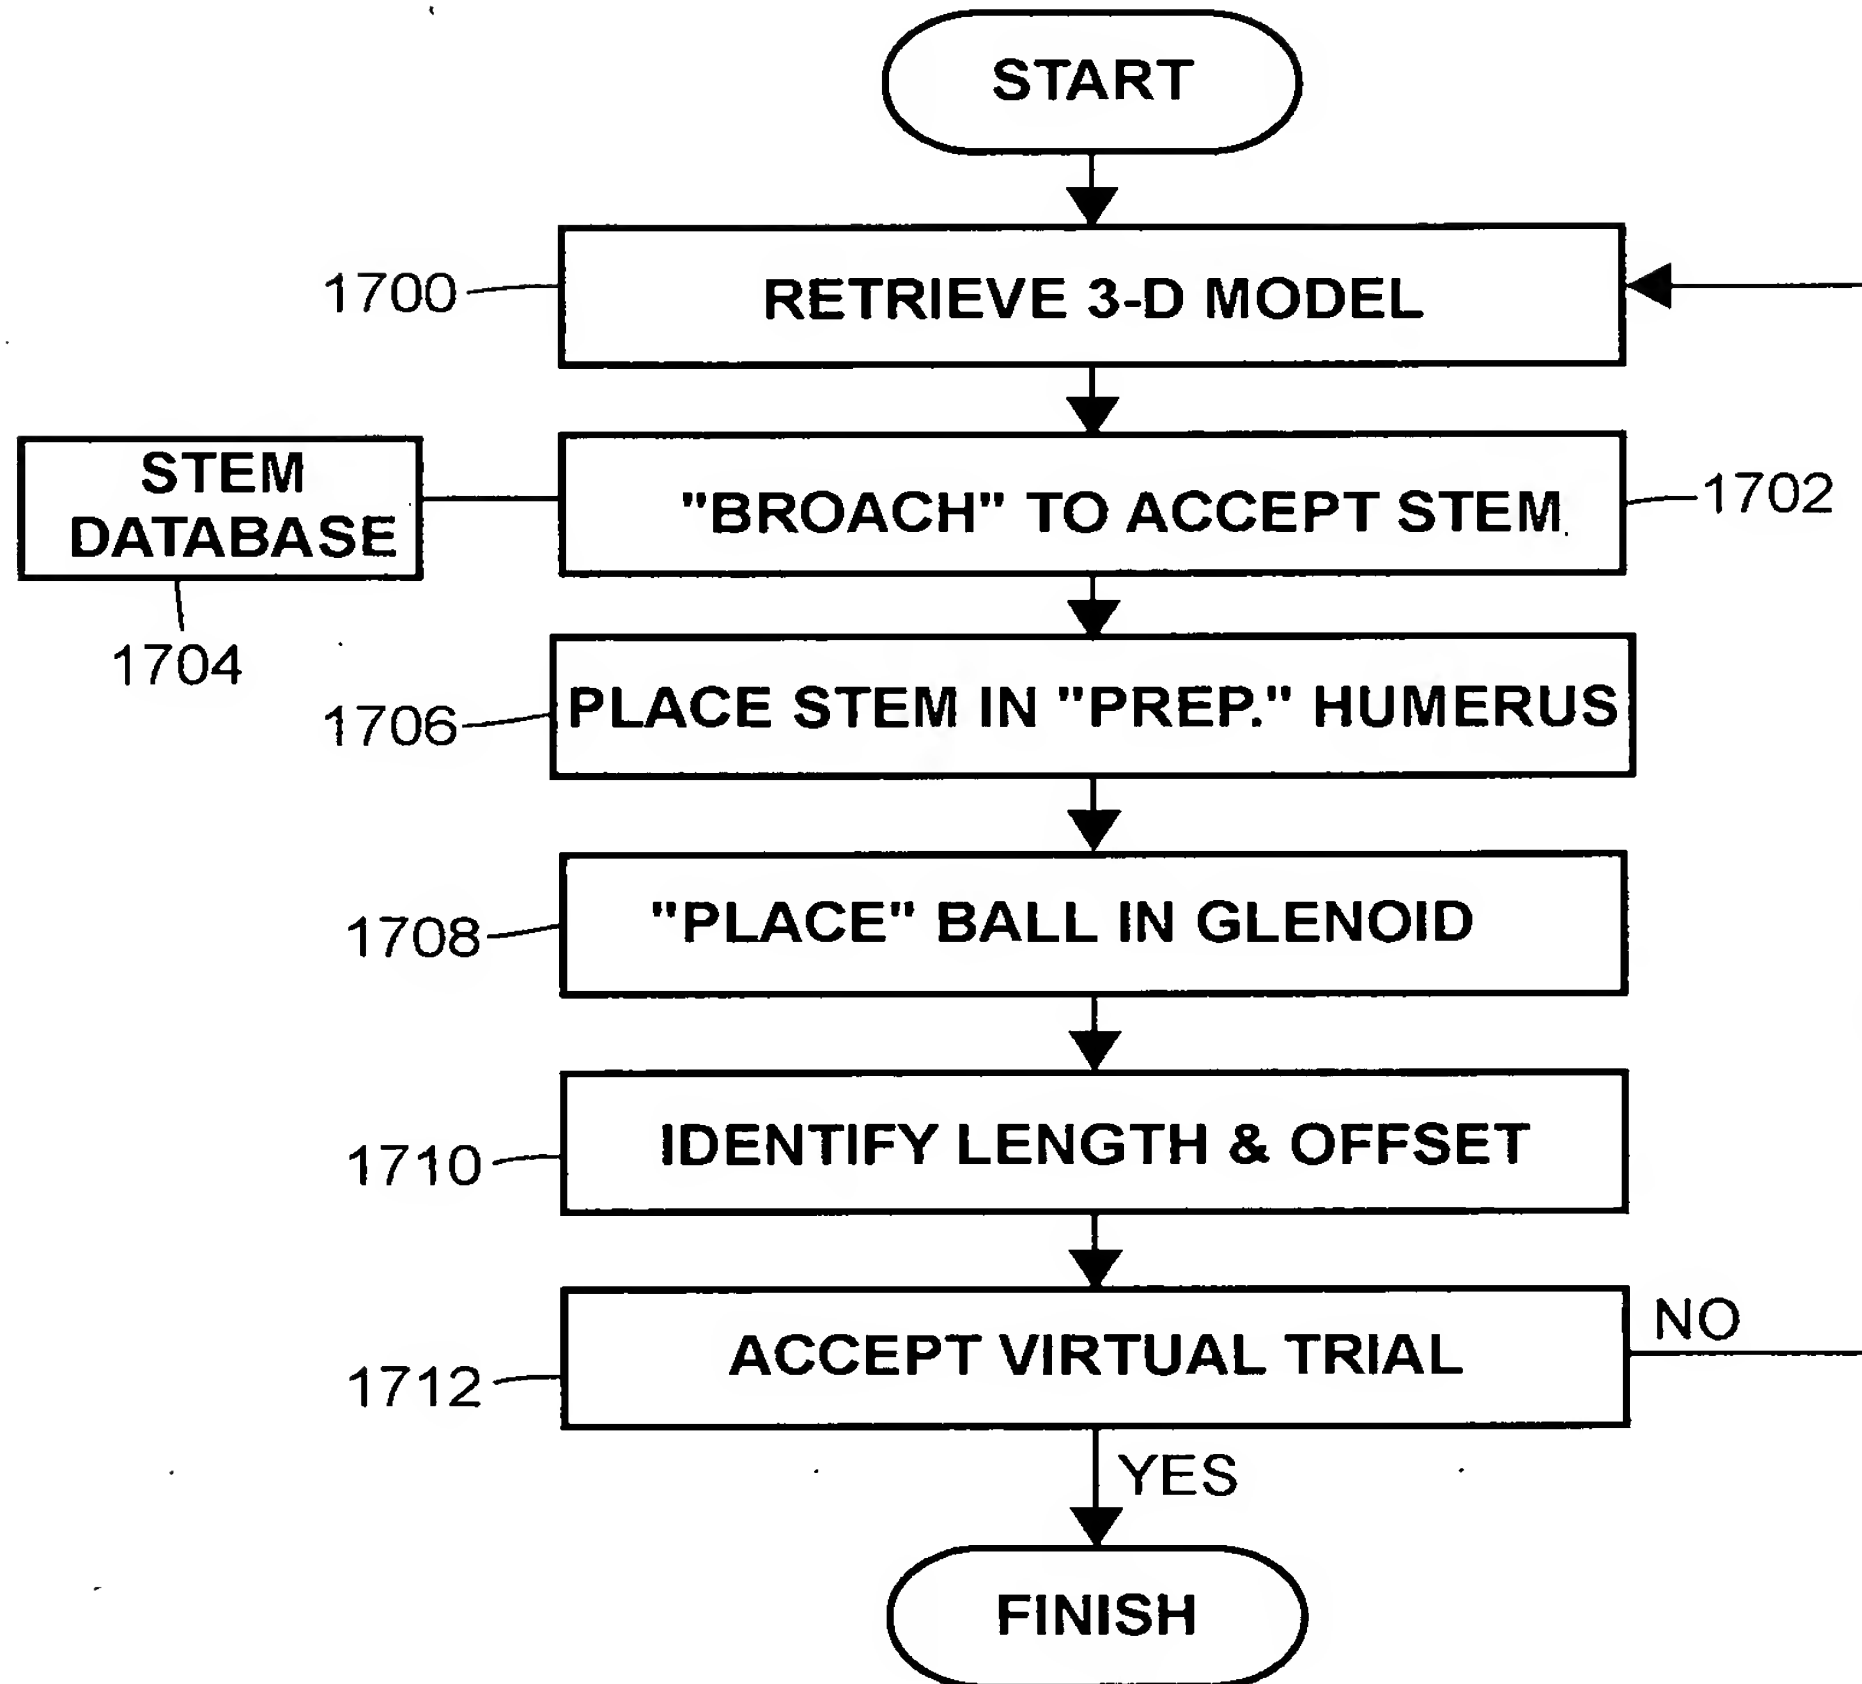 START
1700
RETRIEVE 3-D MODEL
STEM
DATABASE
"BROACH" TO ACCEPT STEM
1702
1704
1706
PLACE STEM IN "PREP." HUMERUS
1708
"PLACE" BALL IN GLENOID
1710
IDENTIFY LENGTH & OFFSET
1712
ACCEPT VIRTUAL TRIAL
NO
YES
FINISH